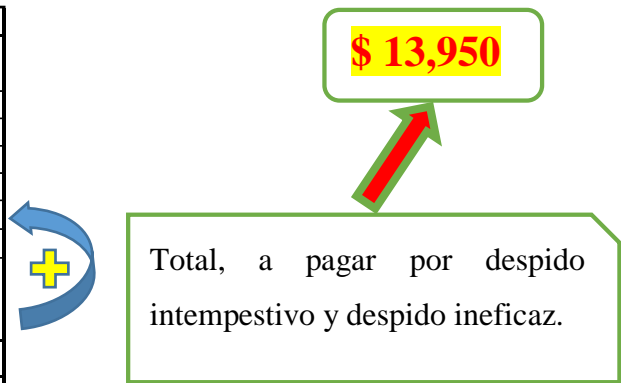 $ 13,950
Total, a pagar por despido
intempestivo y despido ineficaz.